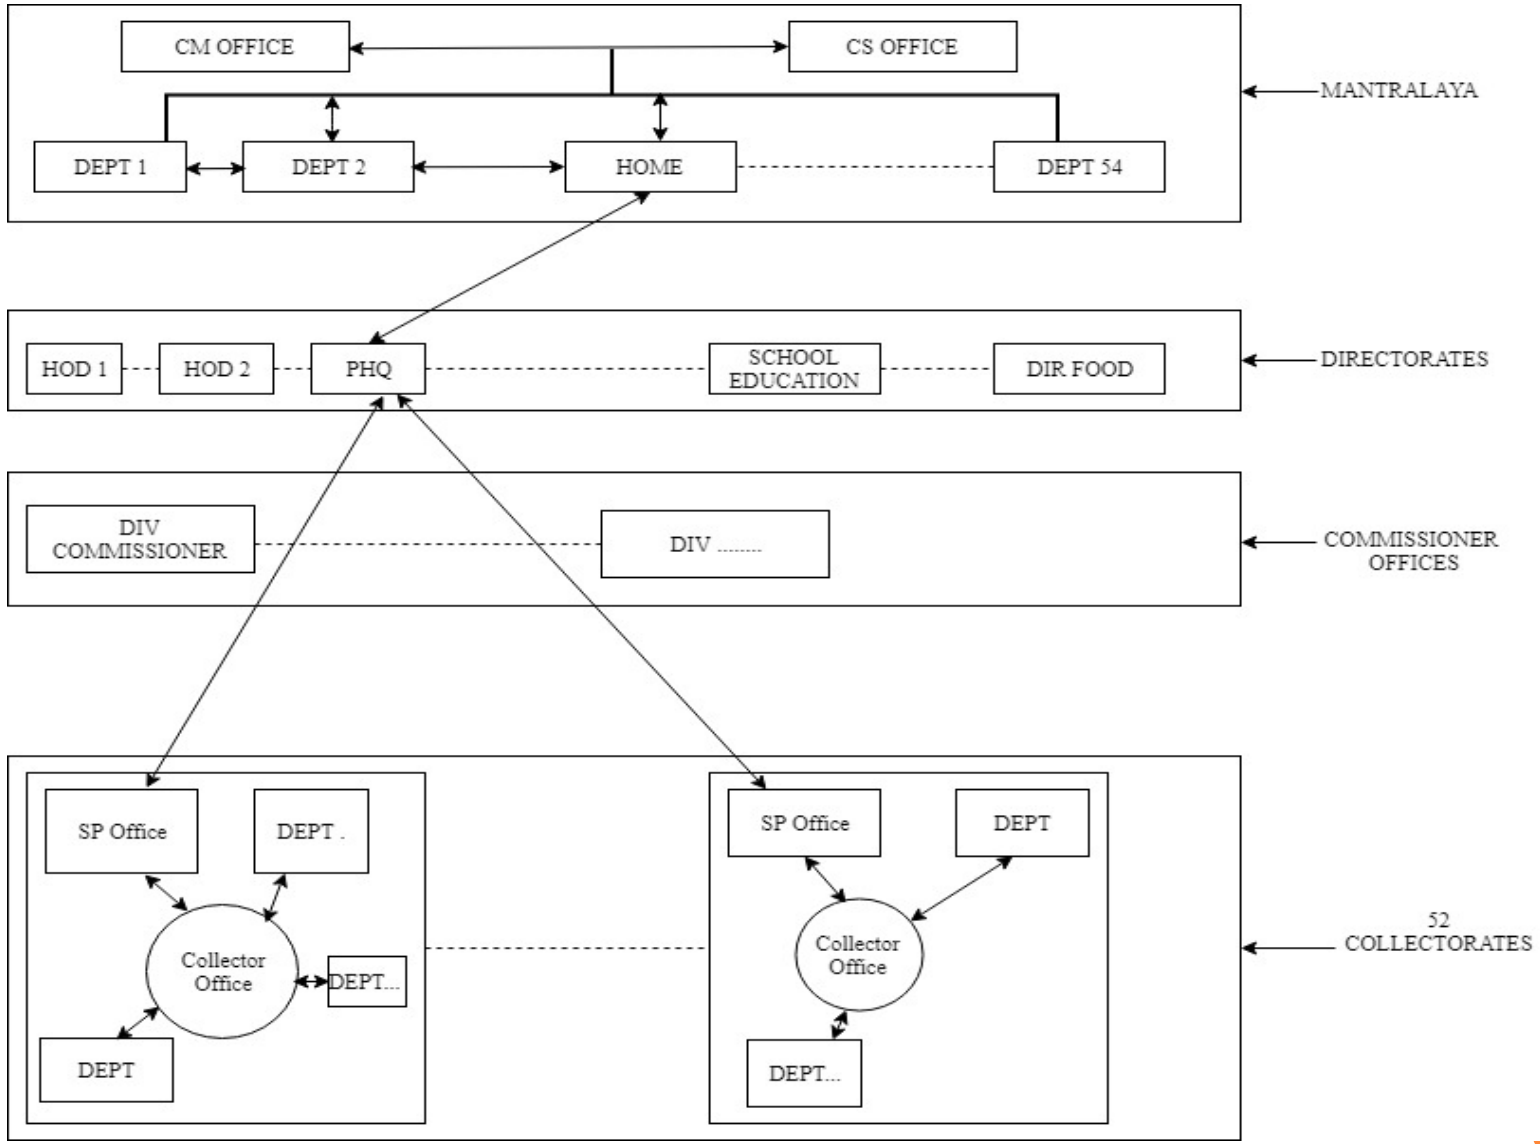 CM OFFICE
CS OFFICE
MANTRALAYA
DEPT 1
DEPT 2
HOME
DEPT 54
HOD 1
HOD 2
PHQ
SCHOOL
EDUCATION
DIR FOOD
DIRECTORATES
DIV
COMMISSIONER
DIV ........
COMMISSIONER
OFFICES
SP Office
DEPT .
Collector
Office
DEPT...
DEPT
SP Office
DEPT
Collector
Office
DEPT...
52
COLLECTORATES